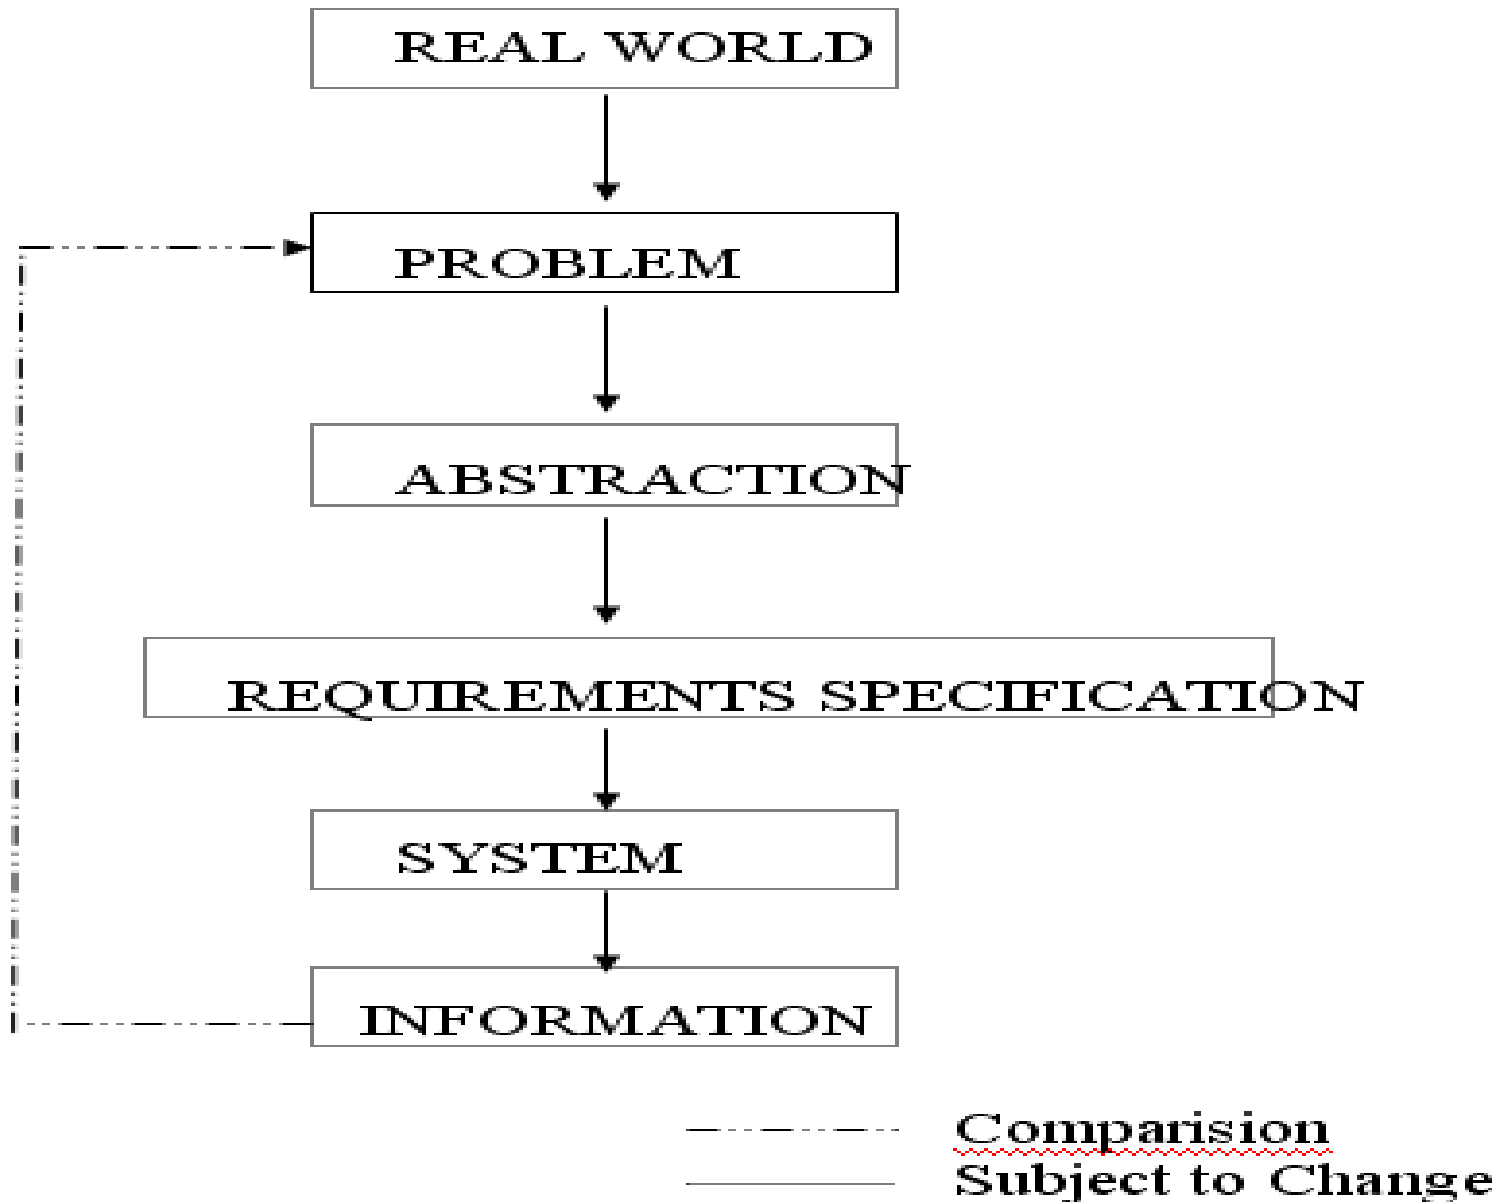 REAL WORLD
PROBLEM
ABSTRACTION
REQUIREMENTS SPECIFICATION
SYSTEM
INFORMATION
Comparision
Subject to Change